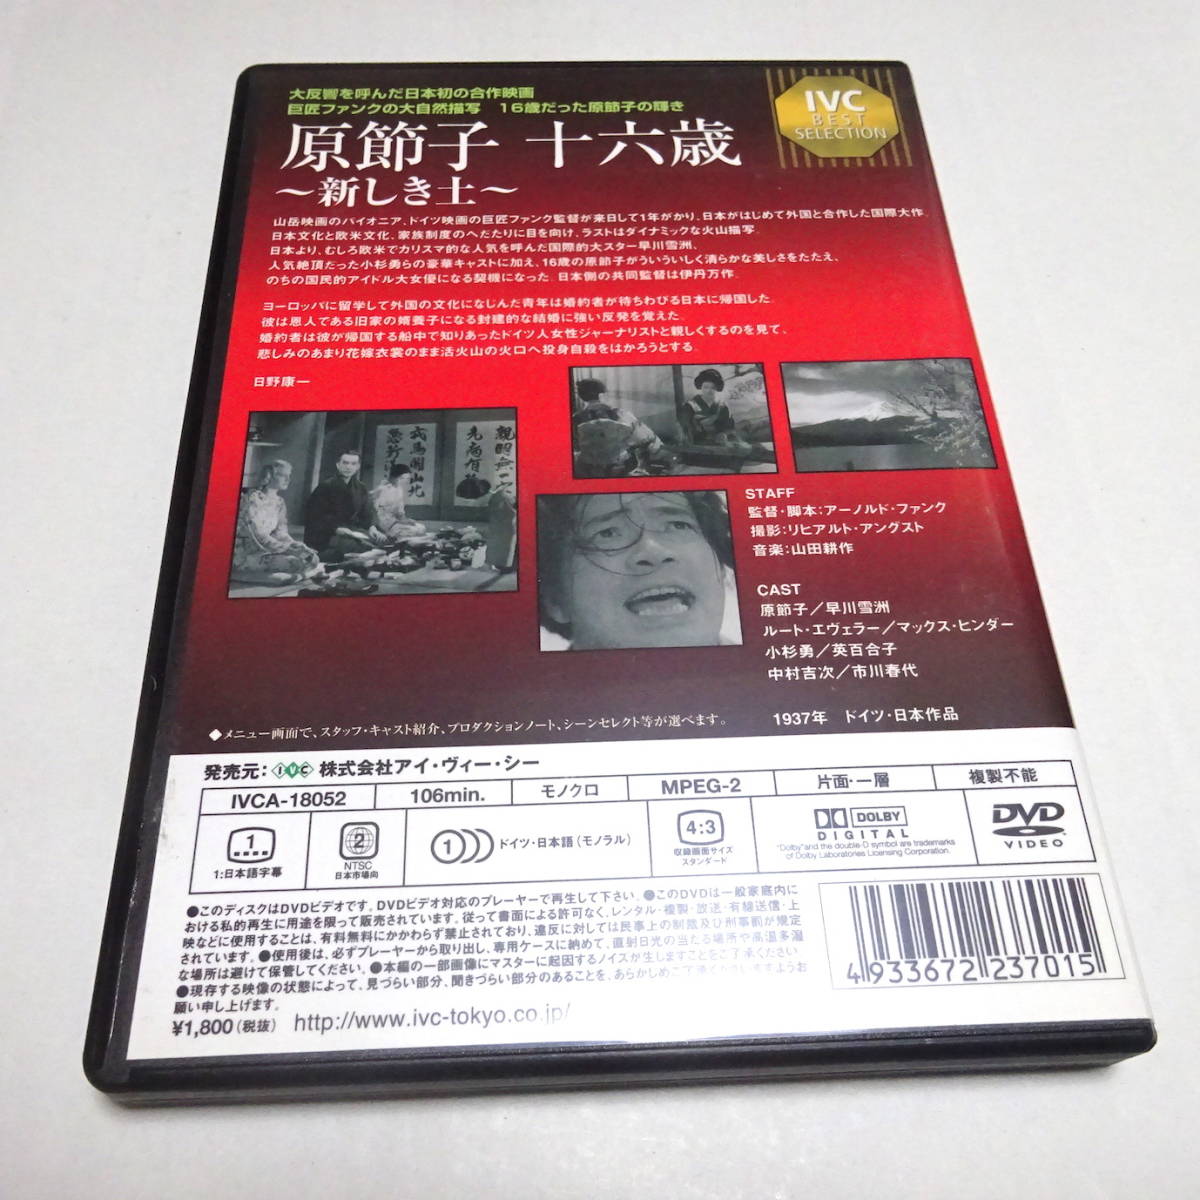 大反響を呼んだ日本初の合作映画
巨匠ファンクの大自然描写 16歳だった原節子の輝き
IVC
BEST
SELECTION
原節子 十六歳
〜新しき土〜
山岳映画のパイオニア、ドイツ映画の巨匠ファンク監督が来日して1年がかり、日本がはじめて外国と合作した国際大作。
日本文化と欧米文化、家族制度のへだたりに目を向け、ラストはダイナミックな火山描写。
日本より、むしろ欧米でカリスマ的な人気を呼んだ国際的大スター早川雪洲、
人気絶頂だった小杉勇らの豪華キャストに加え、16歳の原節子がういういしく清らかな美しさをたたえ、
のちの国民的アイドル大女優になる契機になった。日本側の共同監督は伊丹万作。
ヨーロッパに留学して外国の文化になじんだ青年は婚約者が待ちわびる日本に帰国した。
彼は恩人である旧家の婿養子になる封建的な結婚に強い反発を覚えた。
婚約者は彼が帰国する船中で知りあったドイツ人女性ジャーナリストと親しくするのを見て、
悲しみのあまり花嫁衣裳のまま活火山の火口へ投身自殺をはかろうとする。
日野康一
STAFF
監督・脚本：アーノルド・ファンク
撮影：リヒアルト・アングスト
音楽：山田耕作
CAST
原節子／早川雪洲
ルート・エヴェラー／マックス・ヒンダー
小杉勇／英百合子
中村吉次／市川春代
◆メニュー画面で、スタッフ・キャスト紹介、プロダクションノート、シーンセレクト等が選べます。
1937年 ドイツ・日本作品
発売元：IVC 株式会社アイ・ヴィー・シー
IVCA-18052 106min. モノクロ MPEG-2 片面・一層 複製不能
1
1:日本語字幕
2
NTSC
日本市場向
1 ドイツ・日本語（モノラル）
4:3
収録画面サイズ
スタンダード
DOLBY
DIGITAL
"Dolby"and the double-D symbol are trademarks
of Dolby Laboratories Licensing Corporation.
DVD
VIDEO
●このディスクはDVDビデオです。DVDビデオ対応のプレーヤーで再生して下さい。●このDVDは一般家庭内に
おける私的再生に用途を限って販売されています。従って書面による許可なく、レンタル・複製・放送・有線送信・上
映などに使用することは、有料無料にかかわらず禁止されており、違反に対しては民事上の制裁及び刑事罰が規定
されています。●使用後は、必ずプレーヤーから取り出し、専用ケースに納めて、直射日光の当たる場所や高温多湿
な場所は避けて保管してください。●本編の一部画像にマスターに起因するノイズが生じますことをご了承ください。
●現存する映像の状態によって、見づらい部分、聞きづらい部分のあることを、あらかじめご了承くださいますようお
願い申し上げます。
¥1,800（税抜） http://www.ivc-tokyo.co.jp/
4 933672 237015